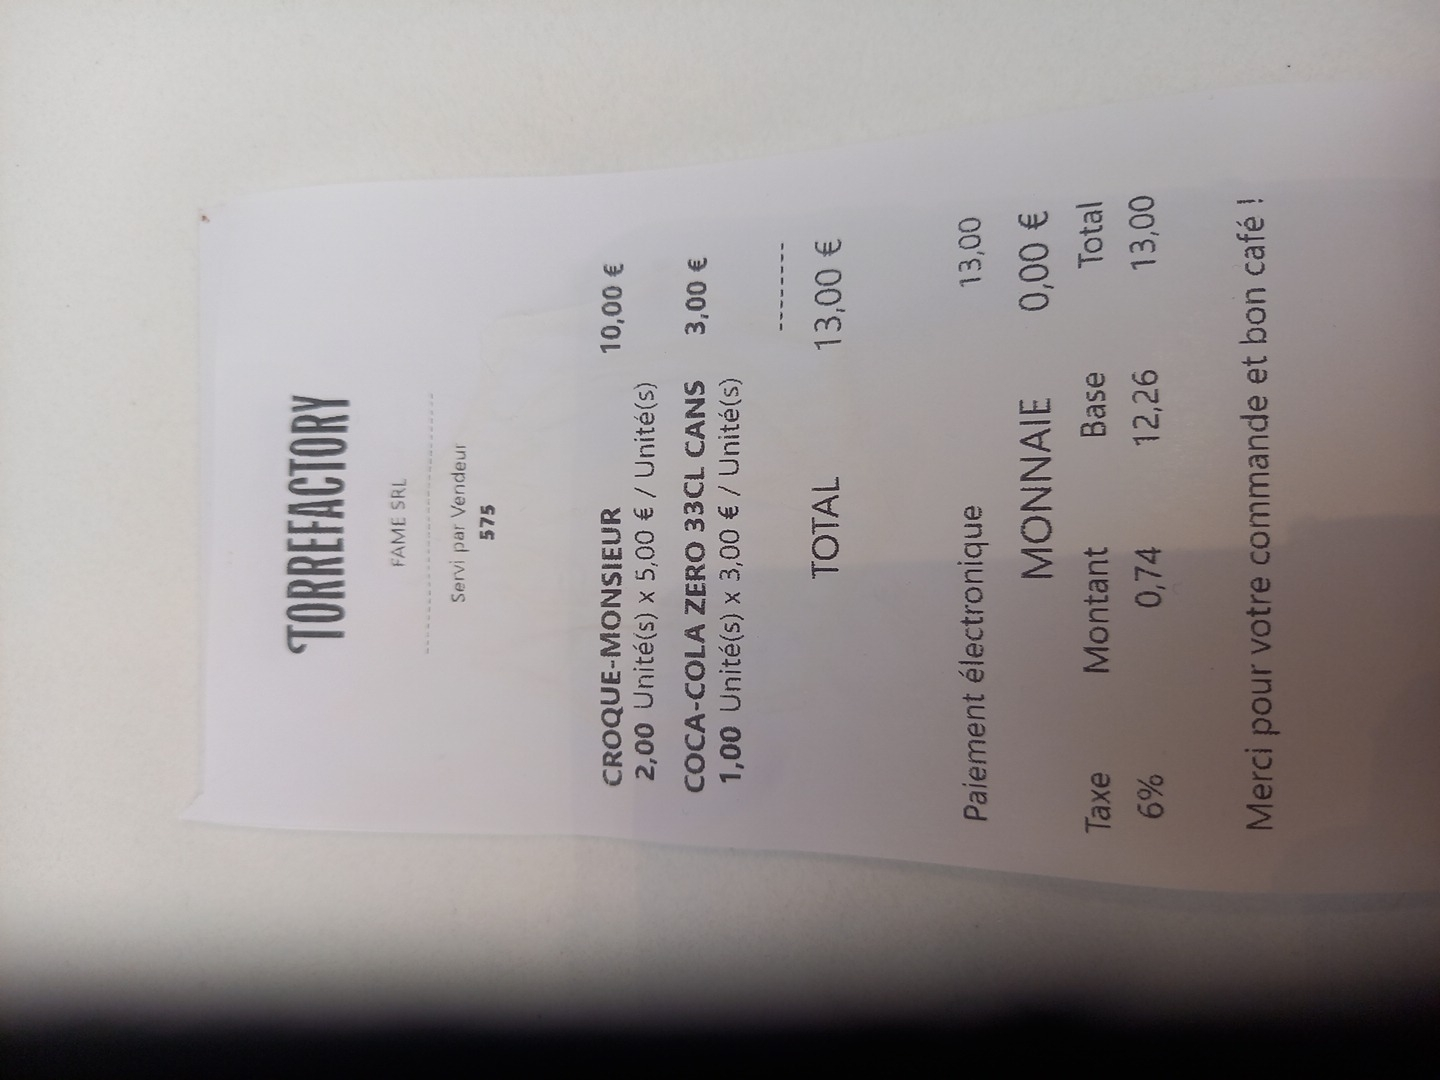 TORREFACTORY
FAME SRL
--------------------------------
Servi par Vendeur
575
CROQUE-MONSIEUR 10,00 €
2,00 Unité(s) x 5,00 € / Unité(s)
COCA-COLA ZERO 33CL CANS 3,00 €
1,00 Unité(s) x 3,00 € / Unité(s)
--------
TOTAL 13,00 €
Paiement électronique 13,00
MONNAIE 0,00 €
Taxe Montant Base Total
6% 0,74 12,26 13,00
Merci pour votre commande et bon café !